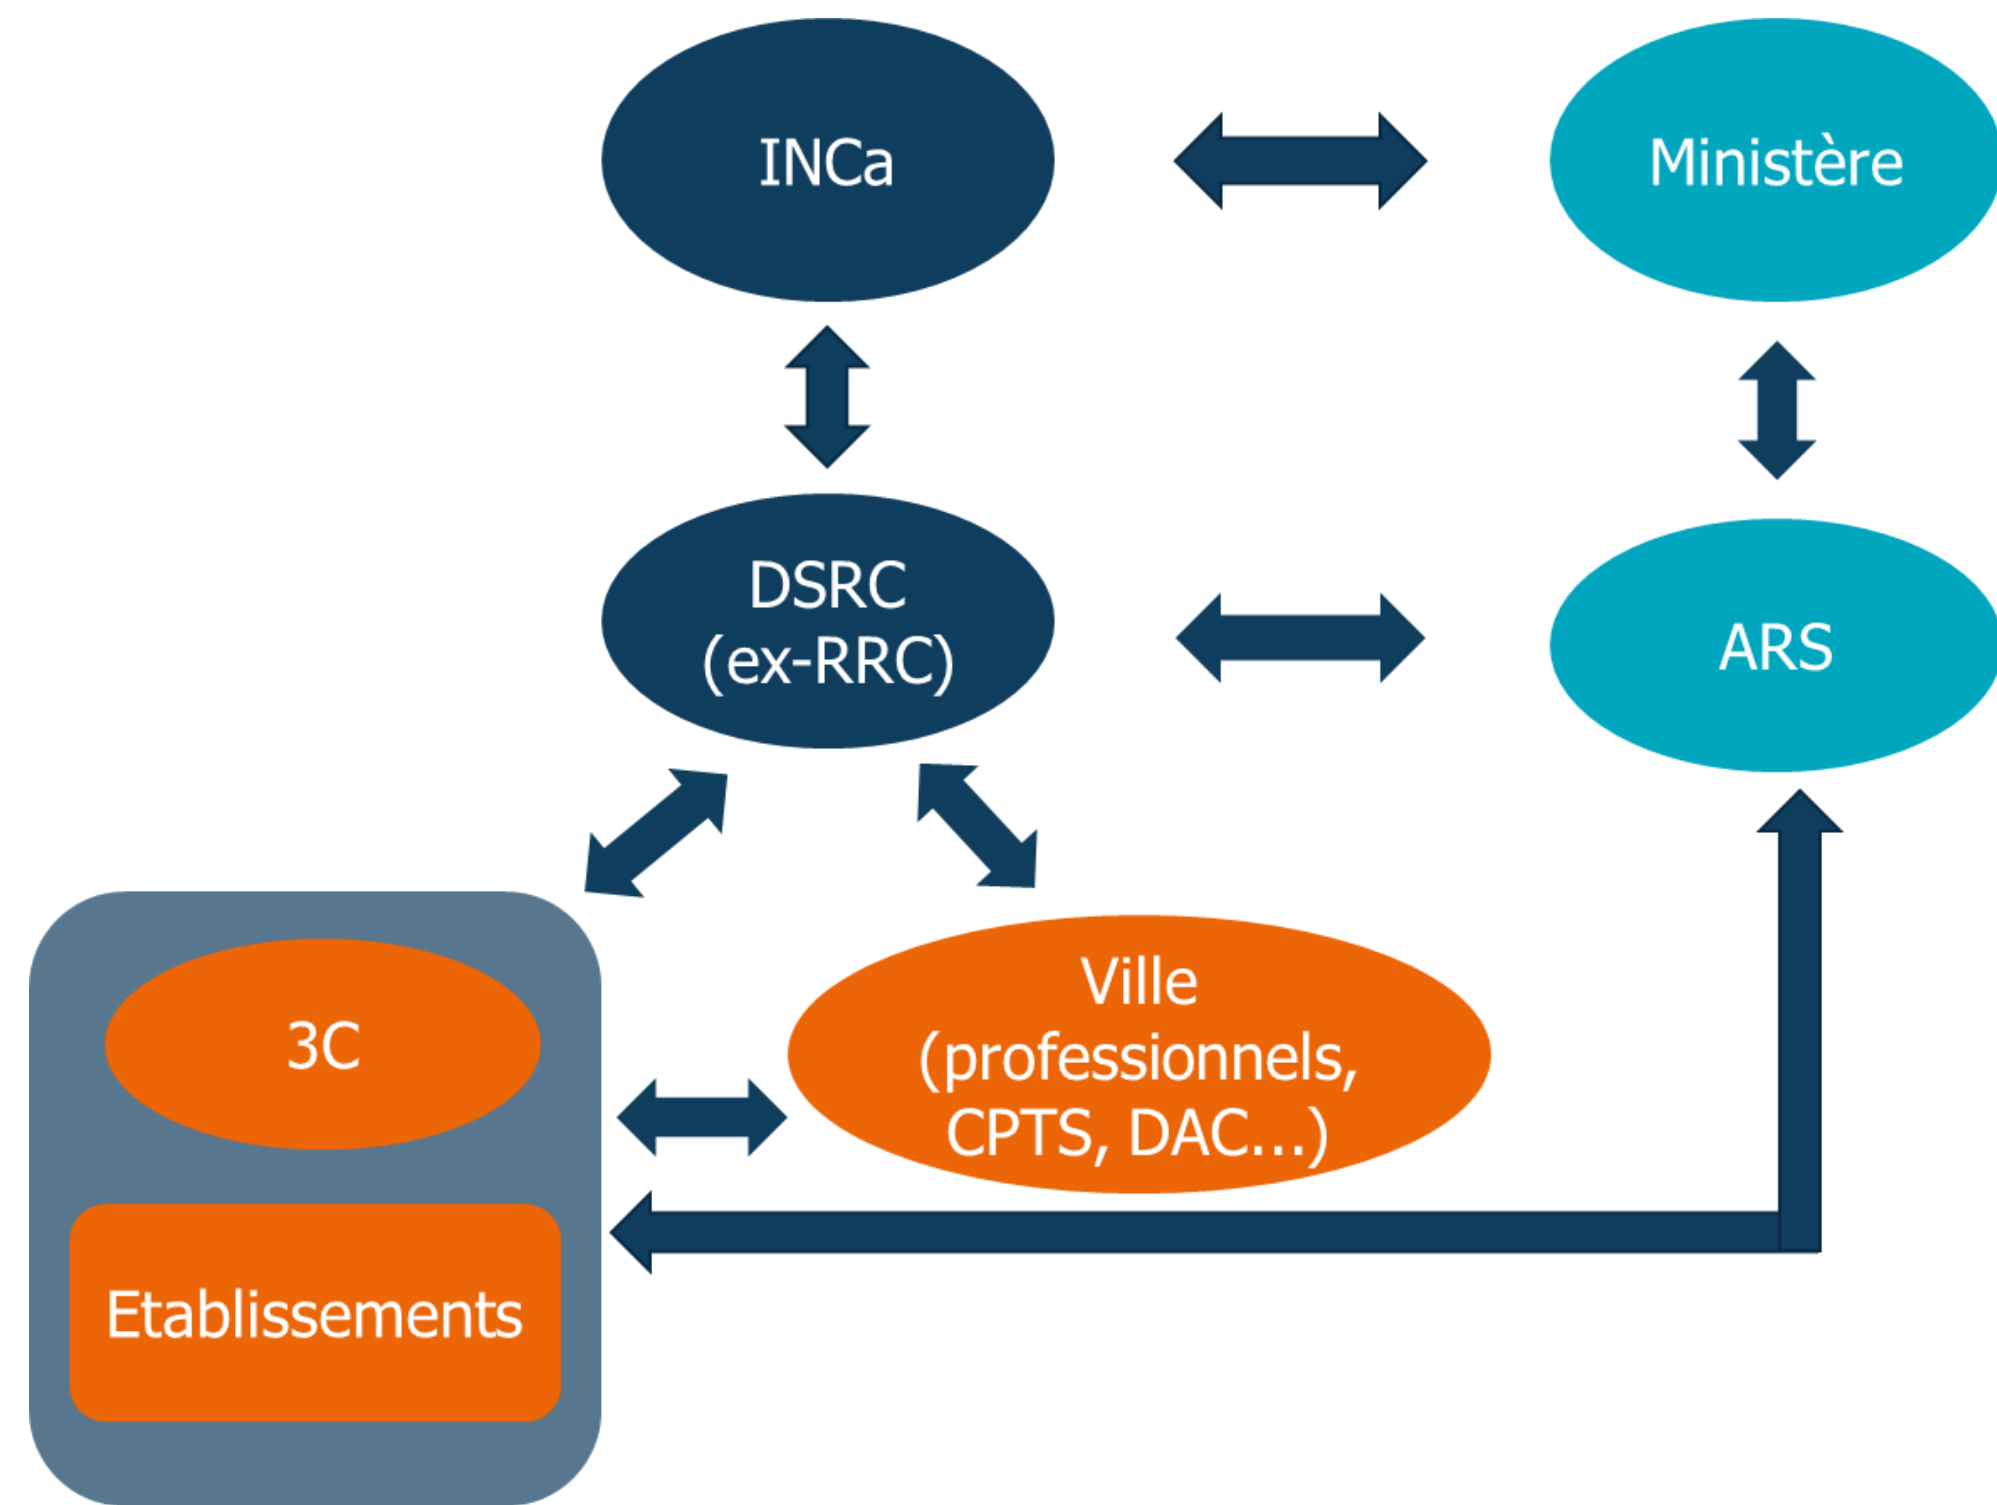 INCa
Ministère
DSRC
(ex-RRC)
ARS
3C
Ville
(professionnels,
CPTS, DAC...)
Etablissements